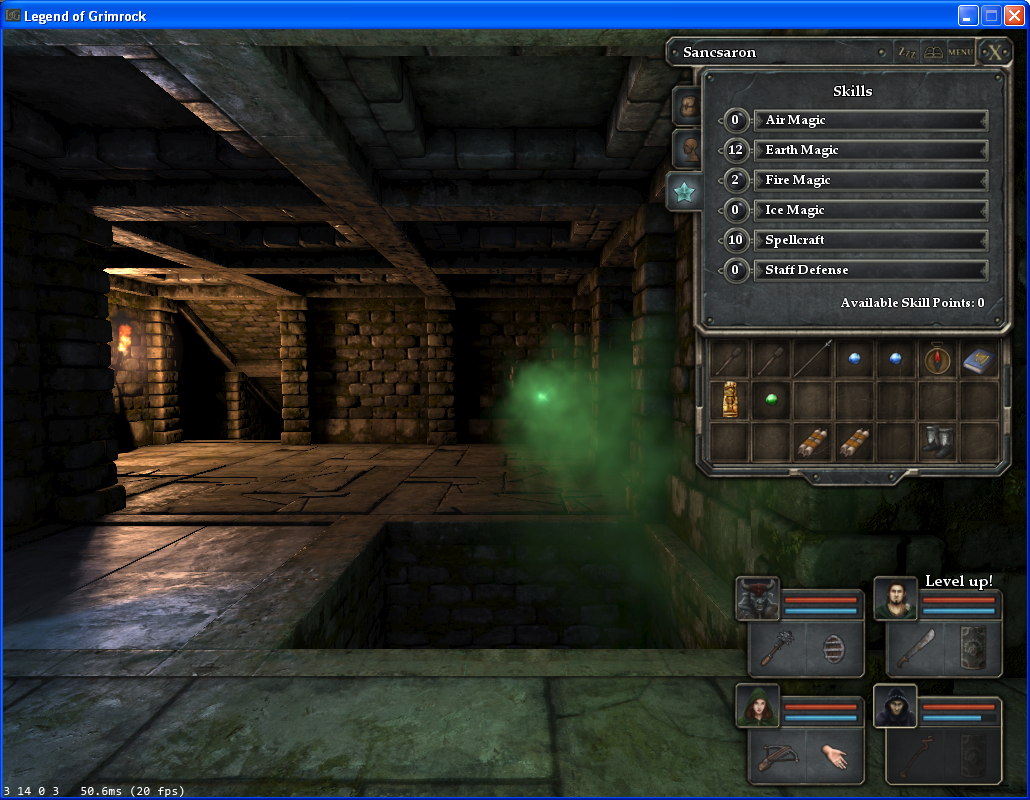 Legend of Grimrock
Sancsaron
Zzz
MENU
X
Skills
0 Air Magic
12 Earth Magic
2 Fire Magic
0 Ice Magic
10 Spellcraft
0 Staff Defense
Available Skill Points: 0
Level up!
3 14 0 3 50.6ms (20 fps)